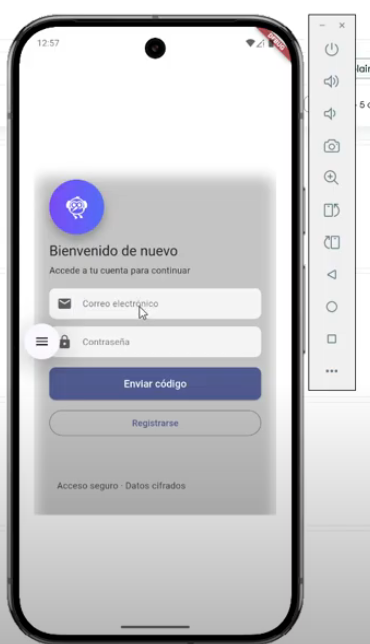 12:57
Bienvenido de nuevo
Accede a tu cuenta para continuar
Correo electrónico
Contraseña
Enviar código
Registrarse
Acceso seguro · Datos cifrados